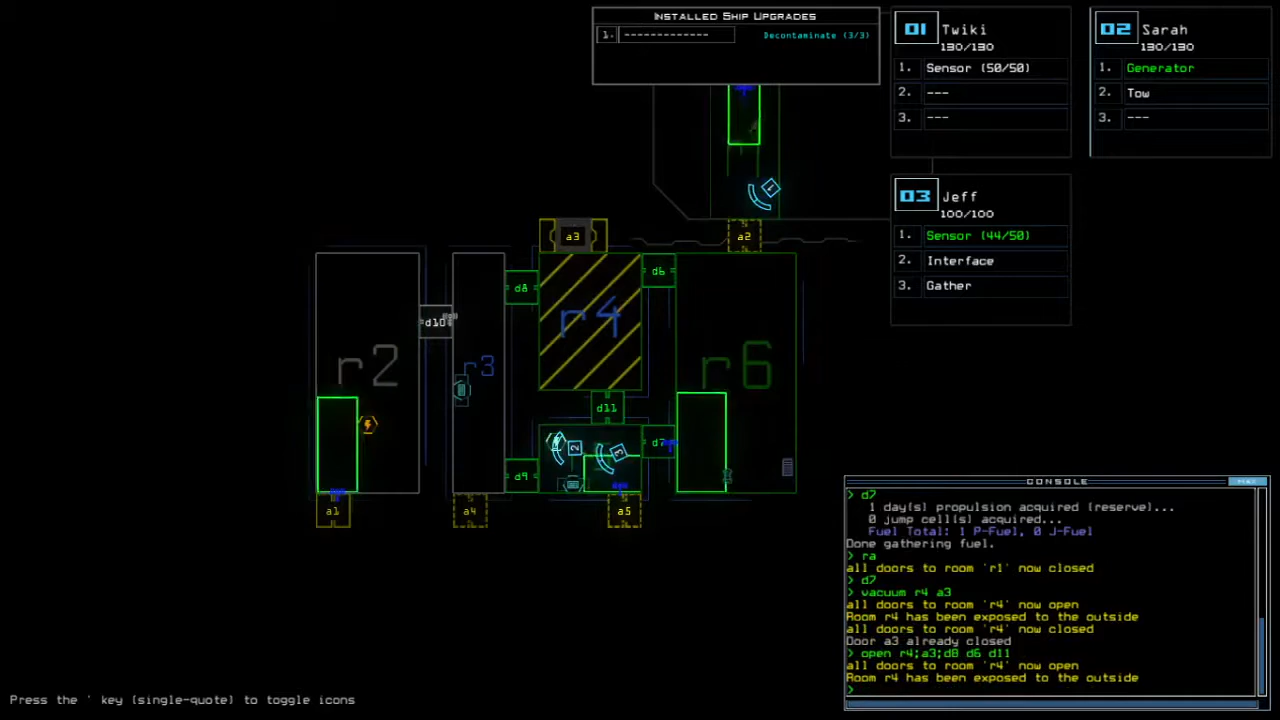 Installed Ship Upgrades
1. ------------- Decontaminate (3/3)
01 Twiki
130/130
1. Sensor (50/50)
2. ---
3. ---
02 Sarah
130/130
1. Generator
2. Tow
3. ---
03 Jeff
100/100
1. Sensor (44/50)
2. Interface
3. Gather
1
a3
a2
d8
r4
d6
d10
r2
r3
r6
d11
d9
2
3
d7
a1
a4
a5
CONSOLE
> d7
1 day(s) propulsion acquired (reserve)...
0 jump cell(s) acquired...
Fuel Total: 1 P-Fuel, 0 J-Fuel
Done gathering fuel.
> ra
all doors to room 'r1' now closed
> d7
> vacuum r4 a3
all doors to room 'r4' now open
Room r4 has been exposed to the outside
all doors to room 'r4' now closed
Door a3 already closed
> open r4;a3;d8 d6 d11
all doors to room 'r4' now open
Room r4 has been exposed to the outside
>
Press the ' key (single-quote) to toggle icons